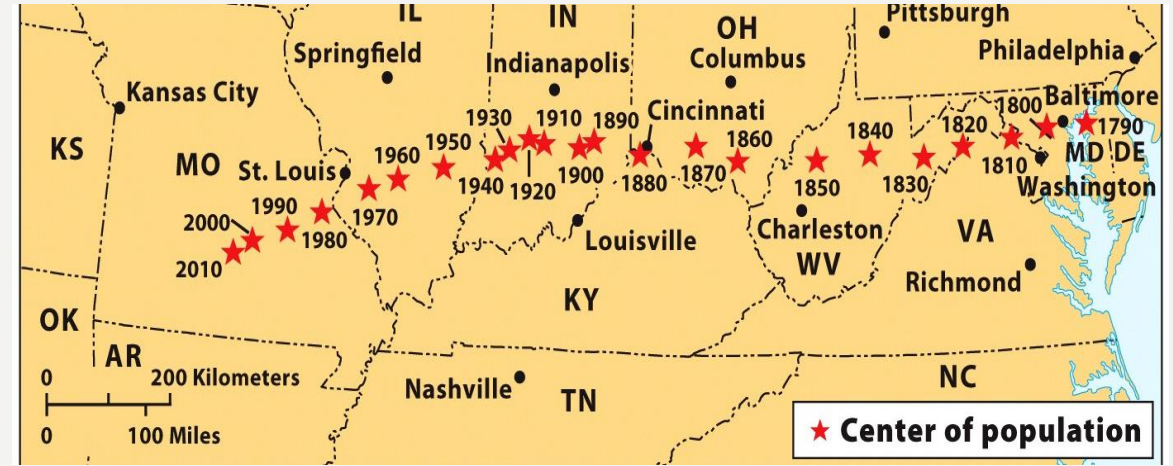 IL
IN
OH
Pittsburgh
Springfield
Indianapolis
Columbus
Philadelphia
Kansas City
Cincinnati
Baltimore
KS
MO
St. Louis
1930
1910
1890
1950
1960
1860
1840
1820
1800
1790
MD DE
Washington
1940
1920
1900
1880
1870
1850
1830
1810
2000
1990
1970
1980
2010
Louisville
Charleston
WV
VA
Richmond
KY
OK
AR
0 200 Kilometers
0 100 Miles
Nashville
TN
NC
Center of population